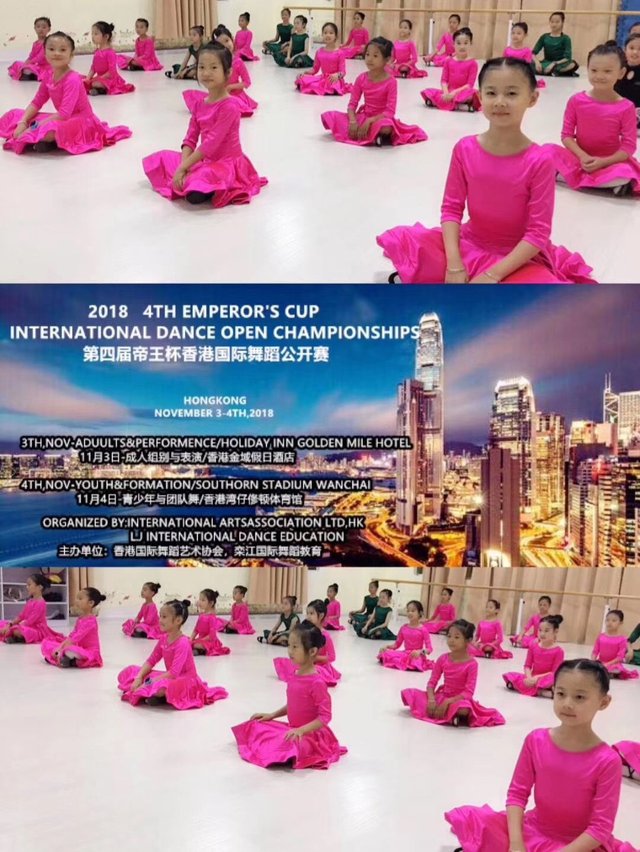 2018 4TH EMPEROR'S CUP
INTERNATIONAL DANCE OPEN CHAMPIONSHIPS
第四届帝王杯香港国际舞蹈公开赛
HONGKONG
NOVEMBER 3-4TH,2018
3TH,NOV-ADUULTS&PERFORMENCE/HOLIDAY,INN GOLDEN MILE HOTEL
11月3日-成人组别与表演/香港金域假日酒店
4TH,NOV-YOUTH&FORMATION/SOUTHORN STADIUM WANCHAI
11月4日-青少年与团队舞/香港湾仔修顿体育馆
ORGANIZED BY:INTERNATIONAL ARTSASSOCIATION LTD,HK
LJ INTERNATIONAL DANCE EDUCATION
主办单位：香港国际舞蹈艺术协会，栾江国际舞蹈教育